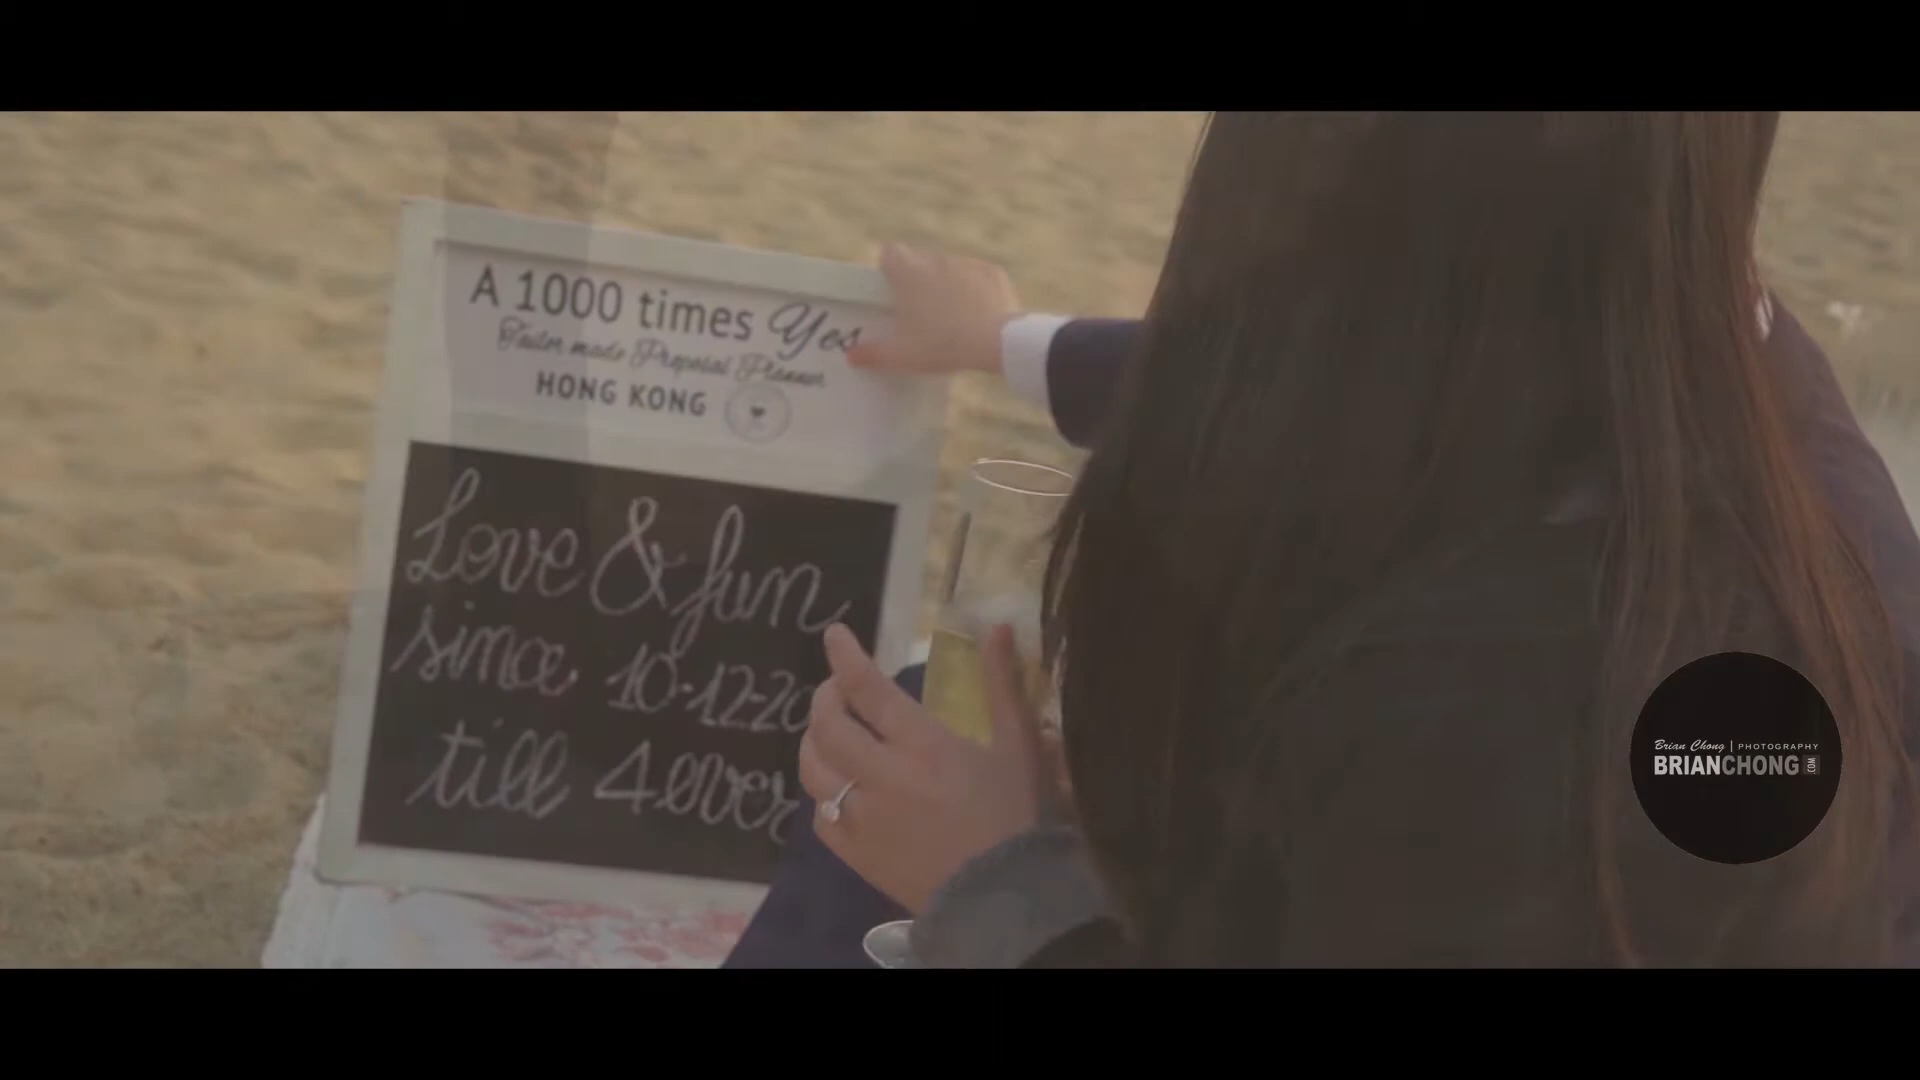 A 1000 times Yes
Tailor made Proposal Planner
HONG KONG
Love & fun
since 10-12-20
till 4ever
Brian Chong | PHOTOGRAPHY
BRIANCHONG.COM